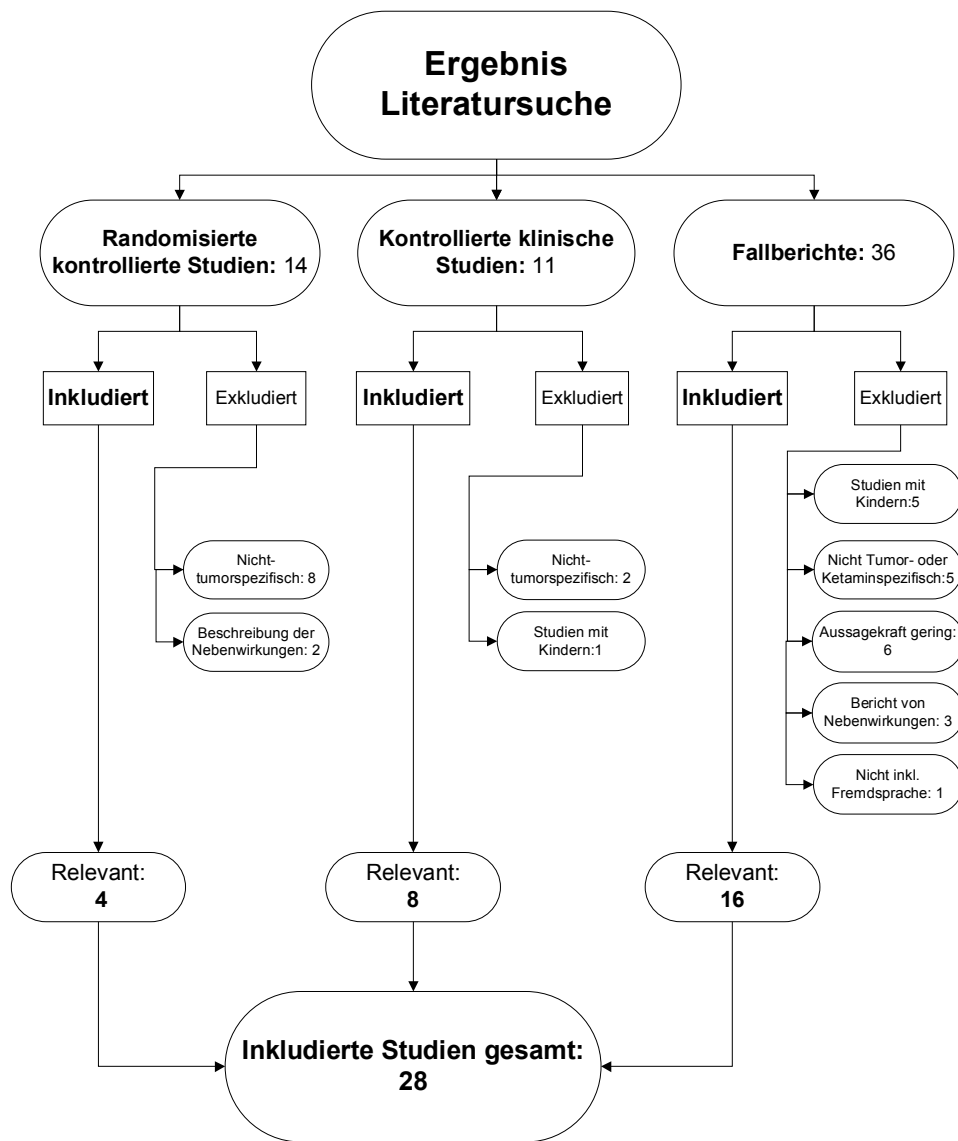 Ergebnis
Literatursuche
Randomisierte
kontrollierte Studien: 14
Kontrollierte klinische
Studien: 11
Fallberichte: 36
Inkludiert
Exkludiert
Inkludiert
Exkludiert
Inkludiert
Exkludiert
Nicht-
tumorspezifisch: 8
Beschreibung der
Nebenwirkungen: 2
Nicht-
tumorspezifisch: 2
Studien mit
Kindern:1
Studien mit
Kindern:5
Nicht Tumor- oder
Ketaminspezifisch:5
Aussagekraft gering:
6
Bericht von
Nebenwirkungen: 3
Nicht inkl.
Fremdsprache: 1
Relevant:
4
Relevant:
8
Relevant:
16
Inkludierte Studien gesamt:
28